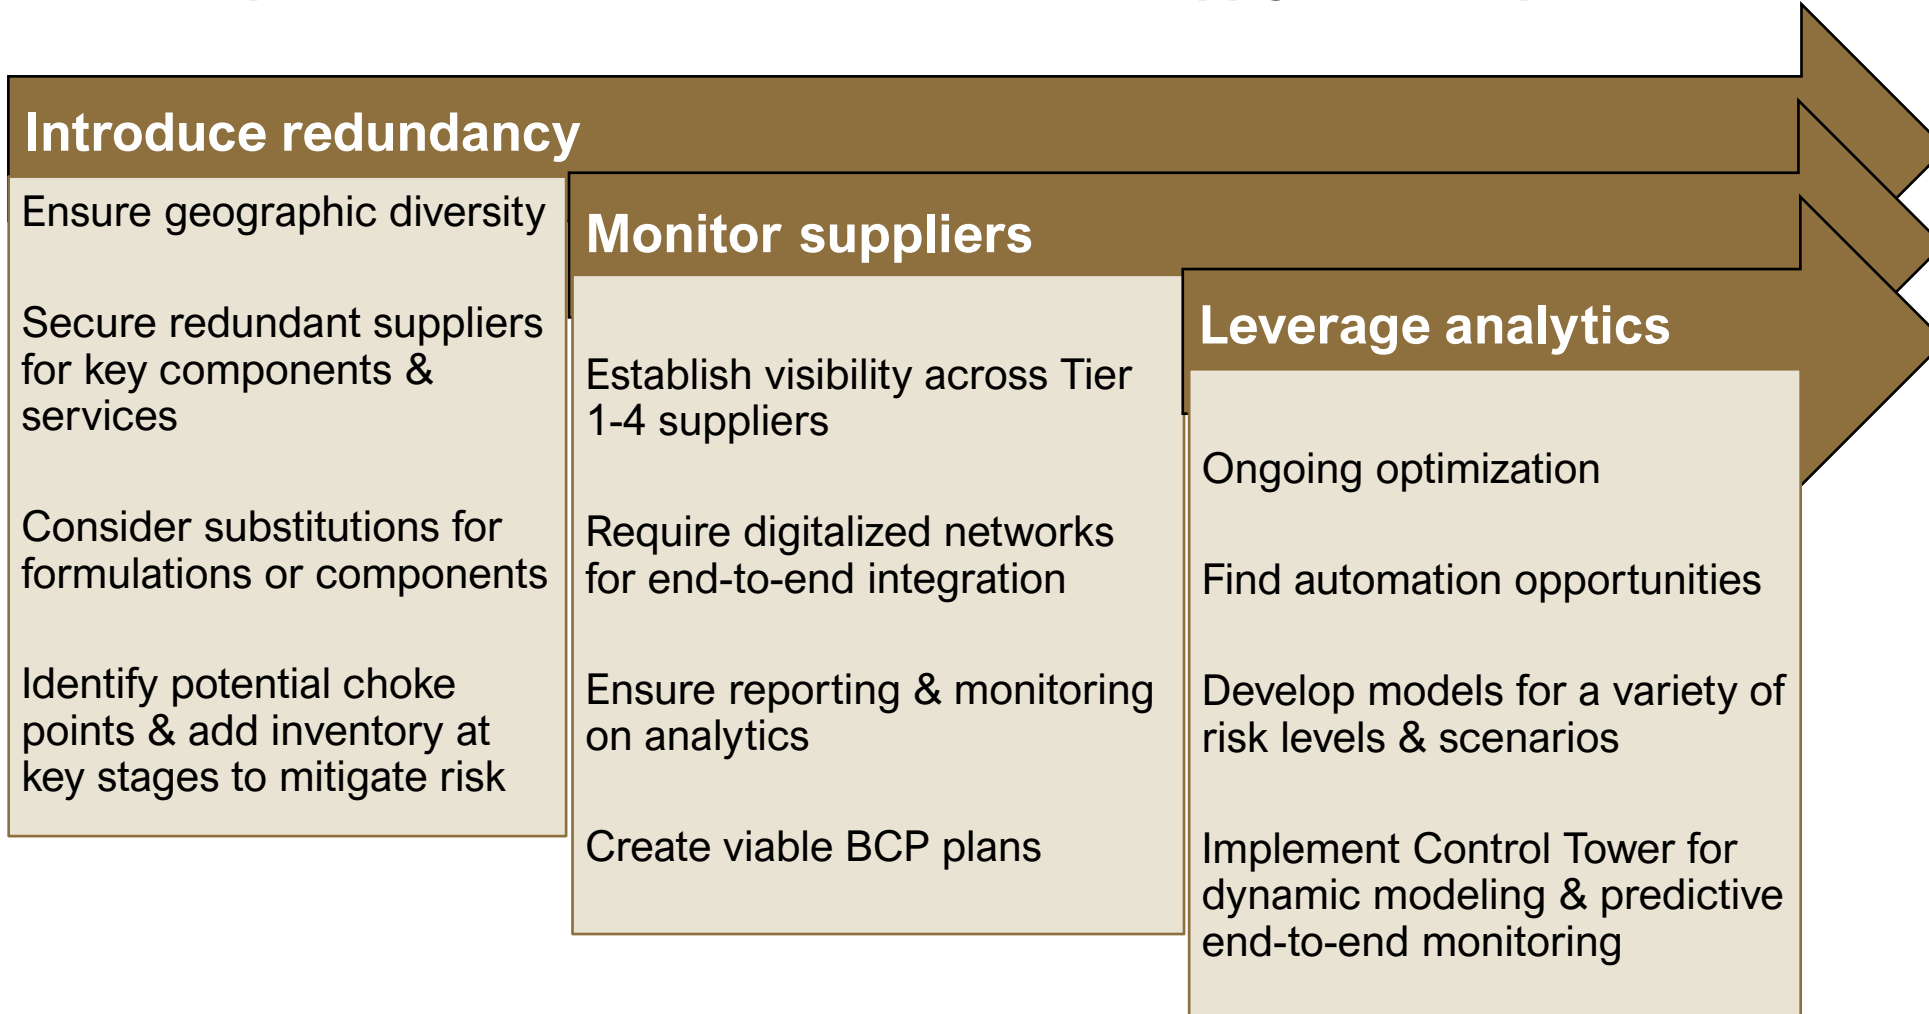 Introduce redundancy
Ensure geographic diversity
Secure redundant suppliers
for key components &
services
Consider substitutions for
formulations or components
Identify potential choke
points & add inventory at
key stages to mitigate risk
Monitor suppliers
Establish visibility across Tier
1-4 suppliers
Require digitalized networks
for end-to-end integration
Ensure reporting & monitoring
on analytics
Create viable BCP plans
Leverage analytics
Ongoing optimization
Find automation opportunities
Develop models for a variety of
risk levels & scenarios
Implement Control Tower for
dynamic modeling & predictive
end-to-end monitoring